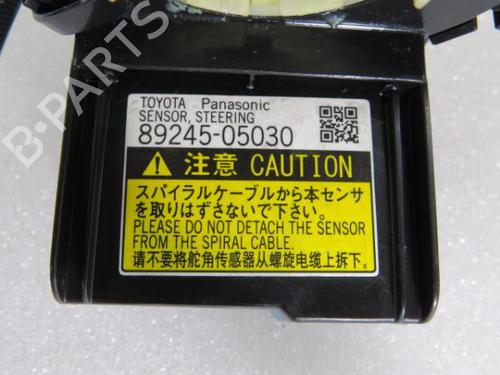 TOYOTA Panasonic
SENSOR, STEERING
89245-05030
注意 CAUTION
スパイラルケーブルから本センサ
を取りはずさないで下さい。
PLEASE DO NOT DETACH THE SENSOR
FROM THE SPIRAL CABLE.
请不要将舵角传感器从螺旋电缆上拆下。
B-PARTS